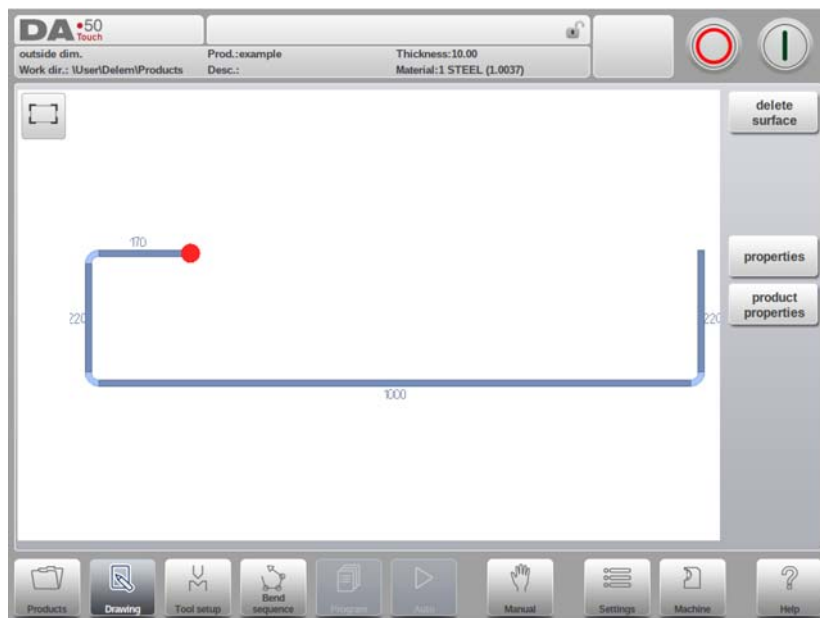 DA•50
Touch
outside dim.
Prod.:example
Thickness:10.00
Work dir.: \User\Delem\Products
Desc.:
Material:1 STEEL (1.0037)
delete
surface
170
properties
product
properties
220
220
1000
Products
Drawing
Tool setup
Bend
sequence
Program
Auto
Manual
Settings
Machine
Help